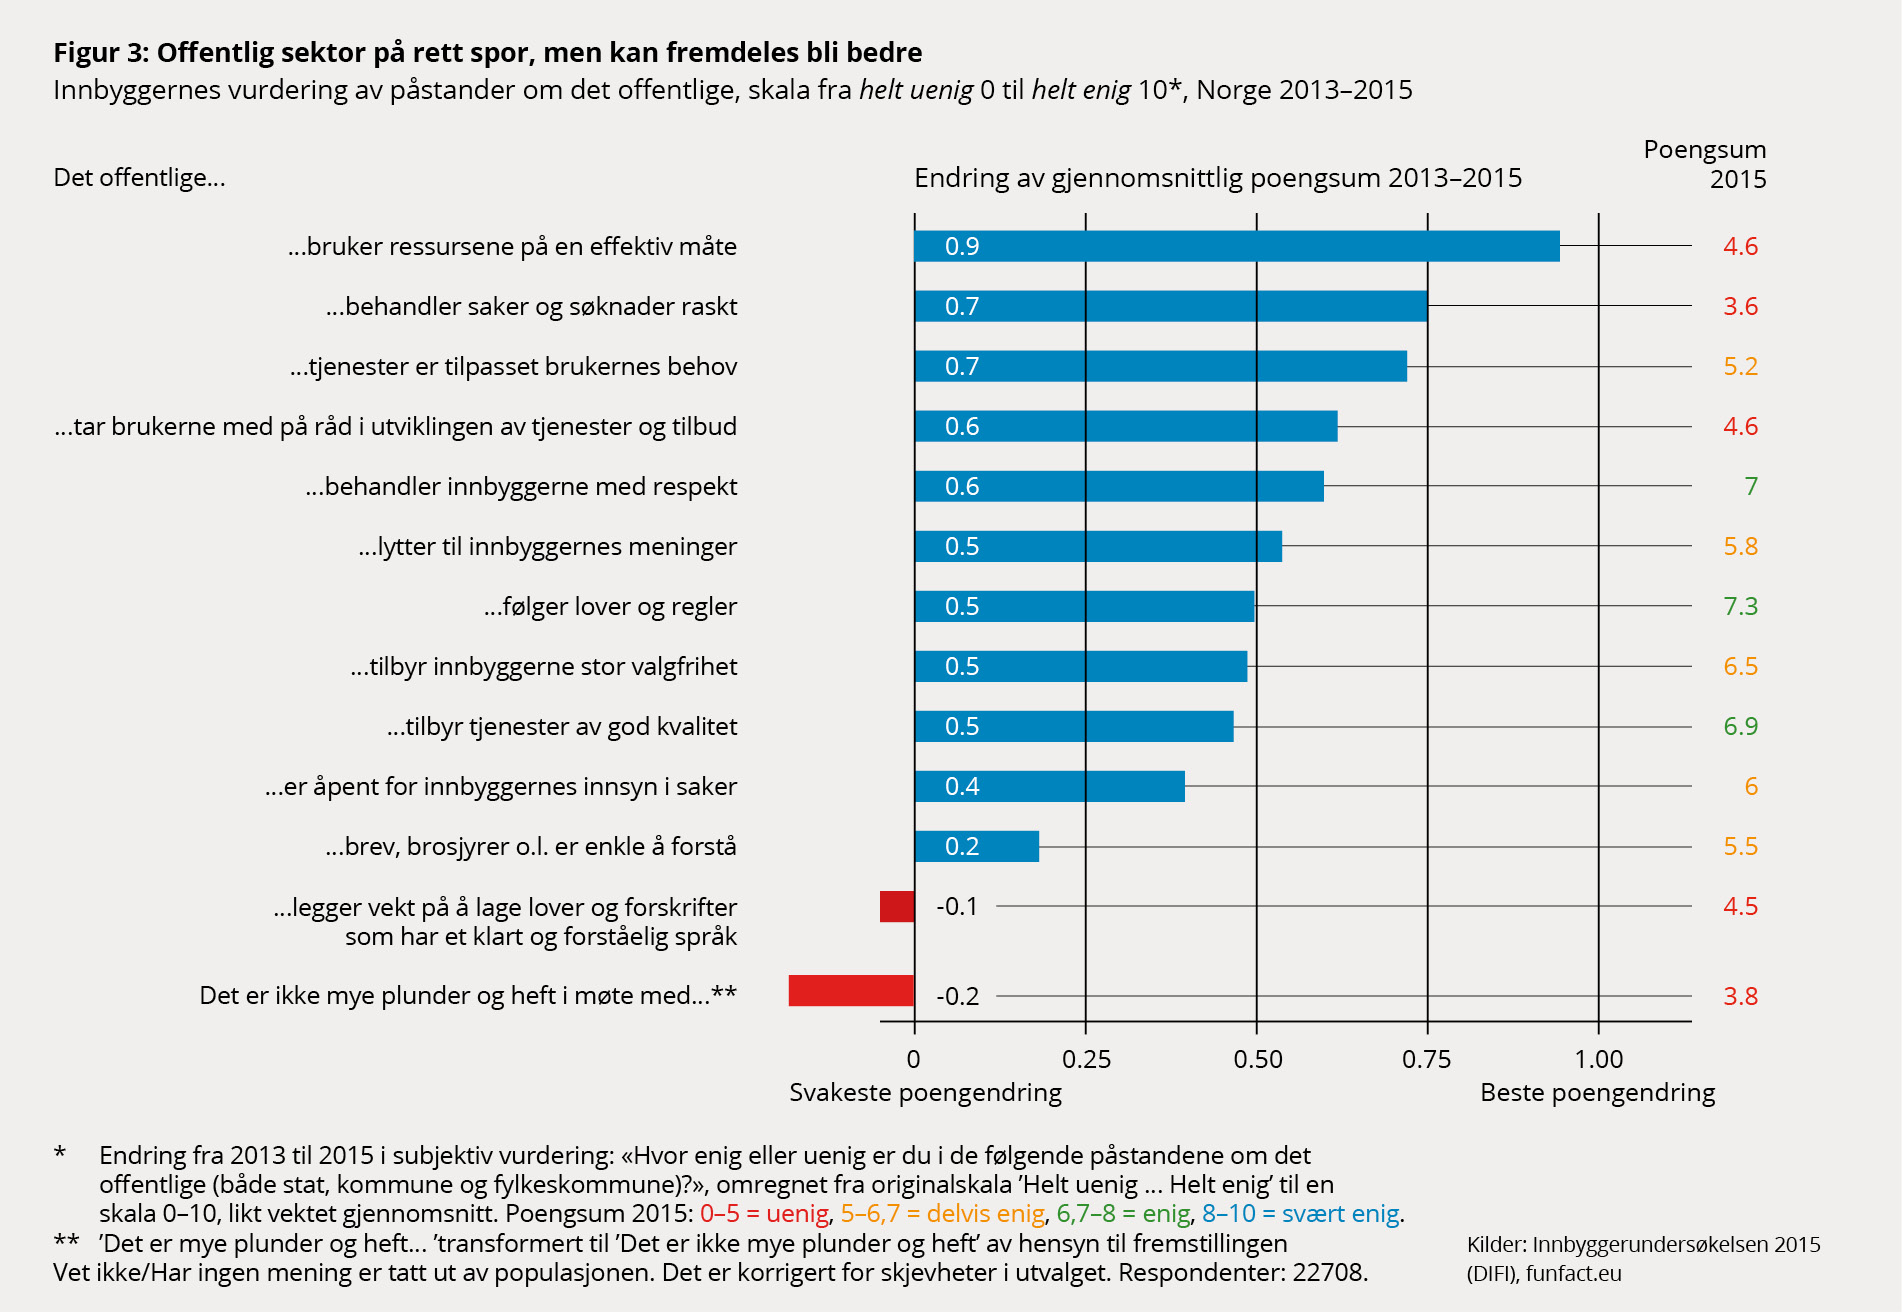 Figur 3: Offentlig sektor på rett spor, men kan fremdeles bli bedre
Innbyggernes vurdering av påstander om det offentlige, skala fra helt uenig 0 til helt enig 10*, Norge 2013–2015
Det offentlige...
Endring av gjennomsnittlig poengsum 2013–2015
Poengsum
2015
...bruker ressursene på en effektiv måte 0.9 4.6
...behandler saker og søknader raskt 0.7 3.6
...tjenester er tilpasset brukernes behov 0.7 5.2
...tar brukerne med på råd i utviklingen av tjenester og tilbud 0.6 4.6
...behandler innbyggerne med respekt 0.6 7
...lytter til innbyggernes meninger 0.5 5.8
...følger lover og regler 0.5 7.3
...tilbyr innbyggerne stor valgfrihet 0.5 6.5
...tilbyr tjenester av god kvalitet 0.5 6.9
...er åpent for innbyggernes innsyn i saker 0.4 6
...brev, brosjyrer o.l. er enkle å forstå 0.2 5.5
...legger vekt på å lage lover og forskrifter -0.1 4.5
som har et klart og forståelig språk
Det er ikke mye plunder og heft i møte med...** -0.2 3.8
0 0.25 0.50 0.75 1.00
Svakeste poengendring Beste poengendring
* Endring fra 2013 til 2015 i subjektiv vurdering: «Hvor enig eller uenig er du i de følgende påstandene om det
offentlige (både stat, kommune og fylkeskommune)?», omregnet fra originalskala ’Helt uenig ... Helt enig’ til en
skala 0–10, likt vektet gjennomsnitt. Poengsum 2015: 0–5 = uenig, 5–6,7 = delvis enig, 6,7–8 = enig, 8–10 = svært enig.
** ’Det er mye plunder og heft... ’transformert til ’Det er ikke mye plunder og heft’ av hensyn til fremstillingen
Vet ikke/Har ingen mening er tatt ut av populasjonen. Det er korrigert for skjevheter i utvalget. Respondenter: 22708.
Kilder: Innbyggerundersøkelsen 2015
(DIFI), funfact.eu